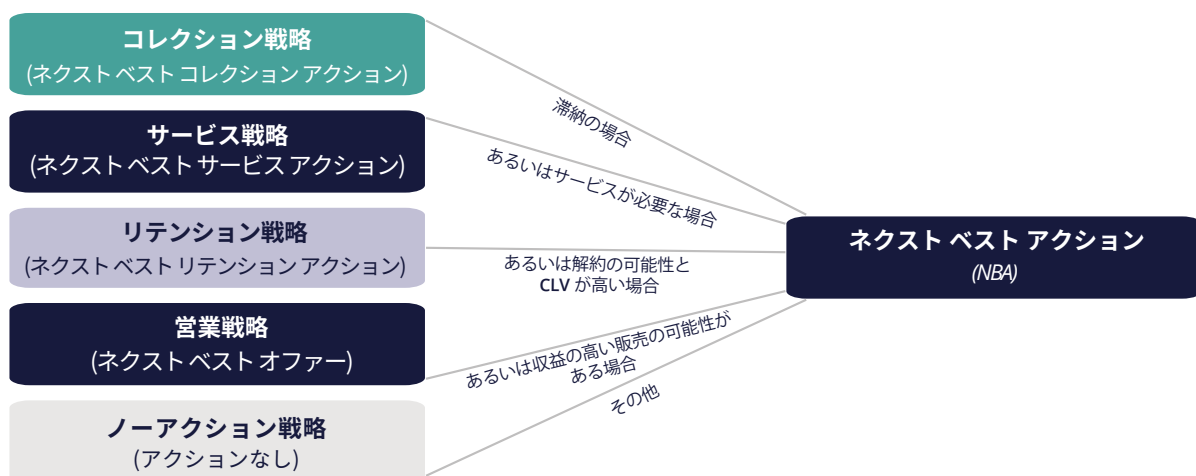 コレクション戦略
(ネクスト ベスト コレクション アクション)
滞納の場合
サービス戦略
(ネクスト ベスト サービス アクション)
あるいはサービスが必要な場合
リテンション戦略
(ネクスト ベスト リテンション アクション)
あるいは解約の可能性と
CLV が高い場合
ネクスト ベスト アクション
(NBA)
営業戦略
(ネクスト ベスト オファー)
あるいは収益の高い販売の可能性が
ある場合
ノーアクション戦略
(アクションなし)
その他